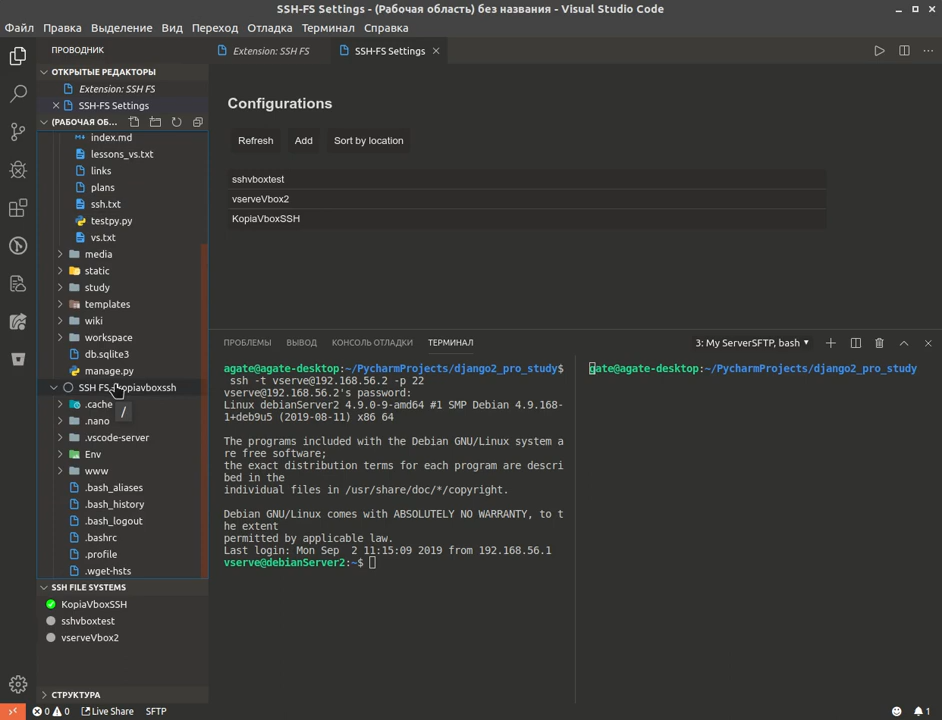 SSH-FS Settings - (Рабочая область) без названия - Visual Studio Code
Файл Правка Выделение Вид Переход Отладка Терминал Справка
ПРОВОДНИК
Extension: SSH FS
SSH-FS Settings
ОТКРЫТЫЕ РЕДАКТОРЫ
Extension: SSH FS
SSH-FS Settings
(РАБОЧАЯ ОБ...
index.md
lessons_vs.txt
links
plans
ssh.txt
testpy.py
vs.txt
media
static
study
templates
wiki
workspace
db.sqlite3
manage.py
SSH FS - kopiavboxssh
/
.cache
.nano
.vscode-server
Env
www
.bash_aliases
.bash_history
.bash_logout
.bashrc
.profile
.wget-hsts
SSH FILE SYSTEMS
KopiaVboxSSH
sshvboxtest
vserveVbox2
СТРУКТУРА
Configurations
Refresh Add Sort by location
sshvboxtest
vserveVbox2
KopiaVboxSSH
ПРОБЛЕМЫ ВЫВОД КОНСОЛЬ ОТЛАДКИ ТЕРМИНАЛ
3: My ServerSFTP, bash
agate@agate-desktop:~/PycharmProjects/django2_pro_study$
ssh -t vserve@192.168.56.2 -p 22
vserve@192.168.56.2's password:
Linux debianServer2 4.9.0-9-amd64 #1 SMP Debian 4.9.168-
1+deb9u5 (2019-08-11) x86 64
The programs included with the Debian GNU/Linux system a
re free software;
the exact distribution terms for each program are descri
bed in the
individual files in /usr/share/doc/*/copyright.
Debian GNU/Linux comes with ABSOLUTELY NO WARRANTY, to t
he extent
permitted by applicable law.
Last login: Mon Sep  2 11:15:09 2019 from 192.168.56.1
vserve@debianServer2:~$
gate@agate-desktop:~/PycharmProjects/django2_pro_study
0 0 Live Share SFTP
1